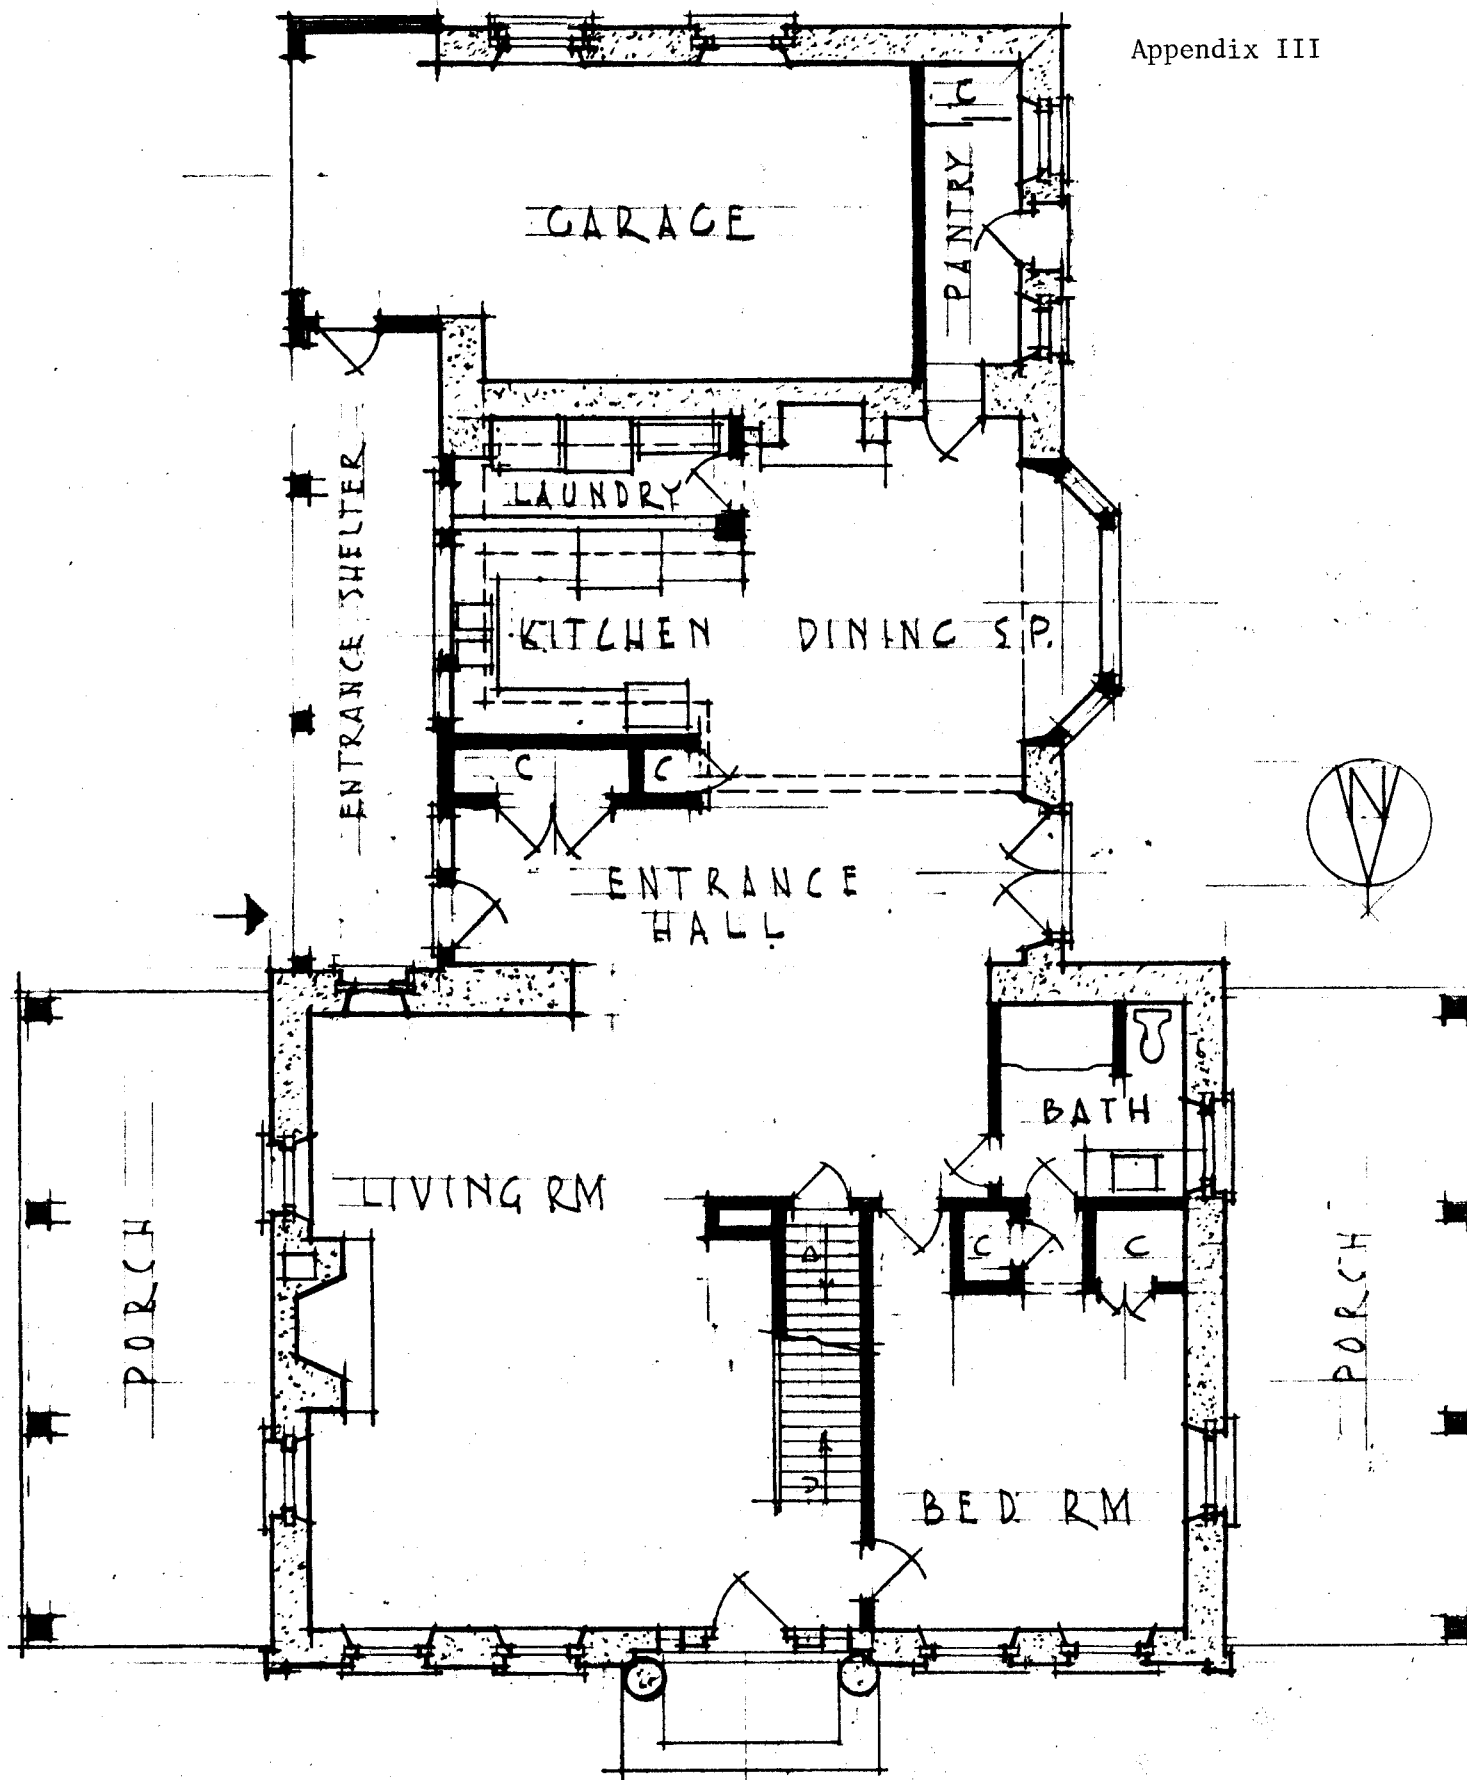 Appendix III
C
GARAGE
PANTRY
LAUNDRY
ENTRANCE SHELTER
KITCHEN
DINING SP.
C
C
N
ENTRANCE
HALL
BATH
LIVING RM
PORCH
D
C
C
PORCH
U
BED RM